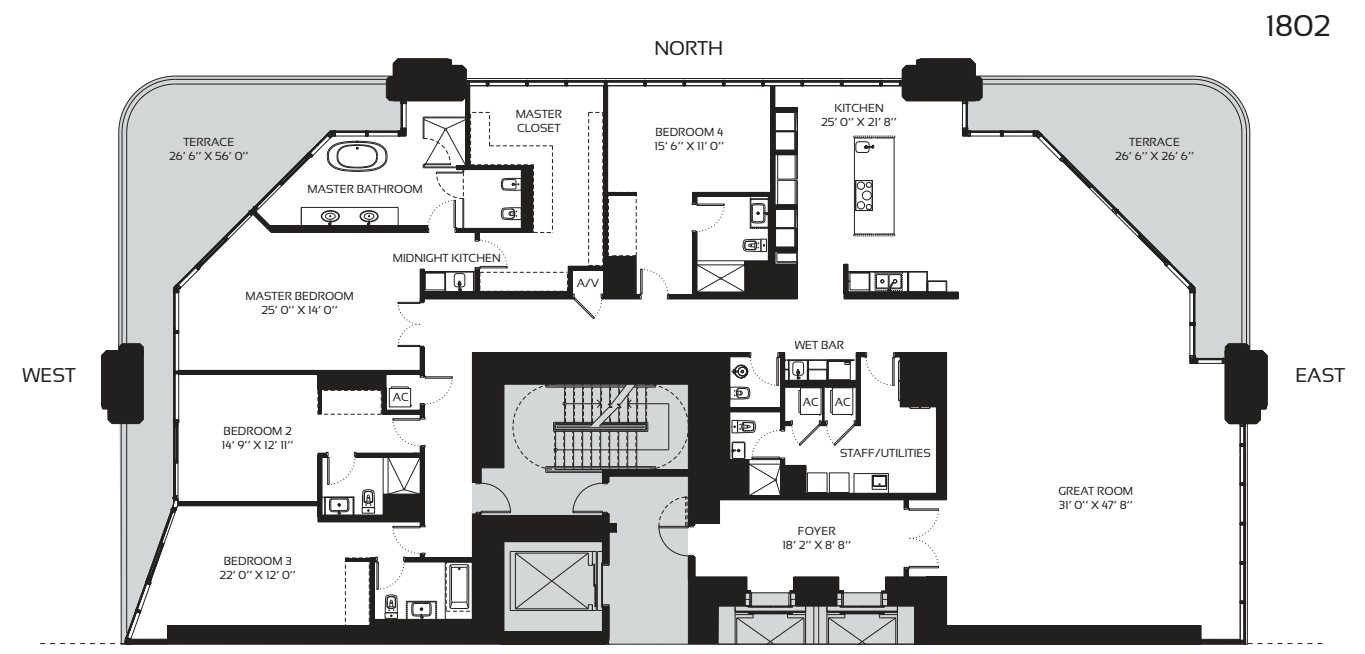 1802
NORTH
TERRACE
26' 6'' X 56' 0''
MASTER
CLOSET
BEDROOM 4
15' 6'' X 11' 0''
KITCHEN
25' 0'' X 21' 8''
TERRACE
26' 6'' X 26' 6''
MASTER BATHROOM
MIDNIGHT KITCHEN
A/V
MASTER BEDROOM
25' 0'' X 14' 0''
WET BAR
WEST
EAST
AC
AC
AC
BEDROOM 2
14' 9'' X 12' 11''
STAFF/UTILITIES
GREAT ROOM
31' 0'' X 47' 8''
FOYER
18' 2'' X 8' 8''
BEDROOM 3
22' 0'' X 12' 0''